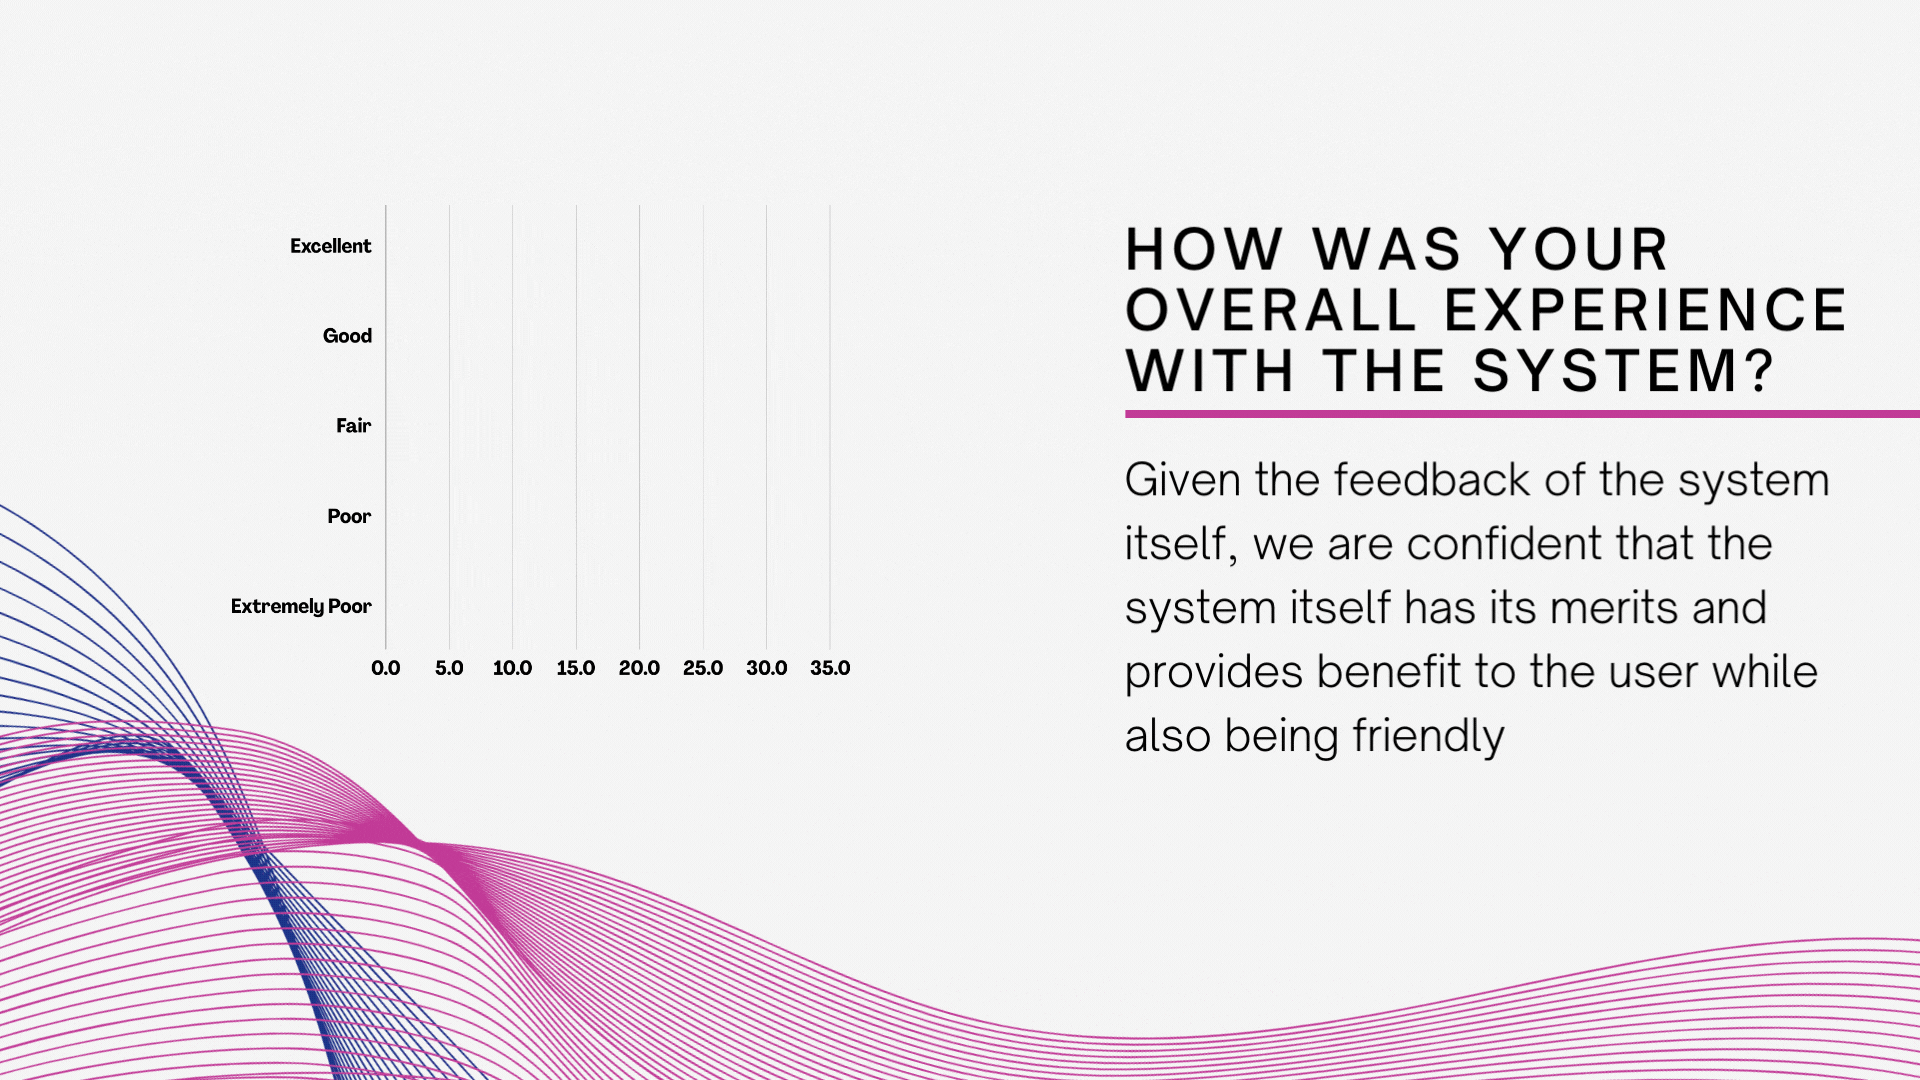 Excellent
Good
Fair
Poor
Extremely Poor
0.0 5.0 10.0 15.0 20.0 25.0 30.0 35.0
HOW WAS YOUR
OVERALL EXPERIENCE
WITH THE SYSTEM?
Given the feedback of the system
itself, we are confident that the
system itself has its merits and
provides benefit to the user while
also being friendly